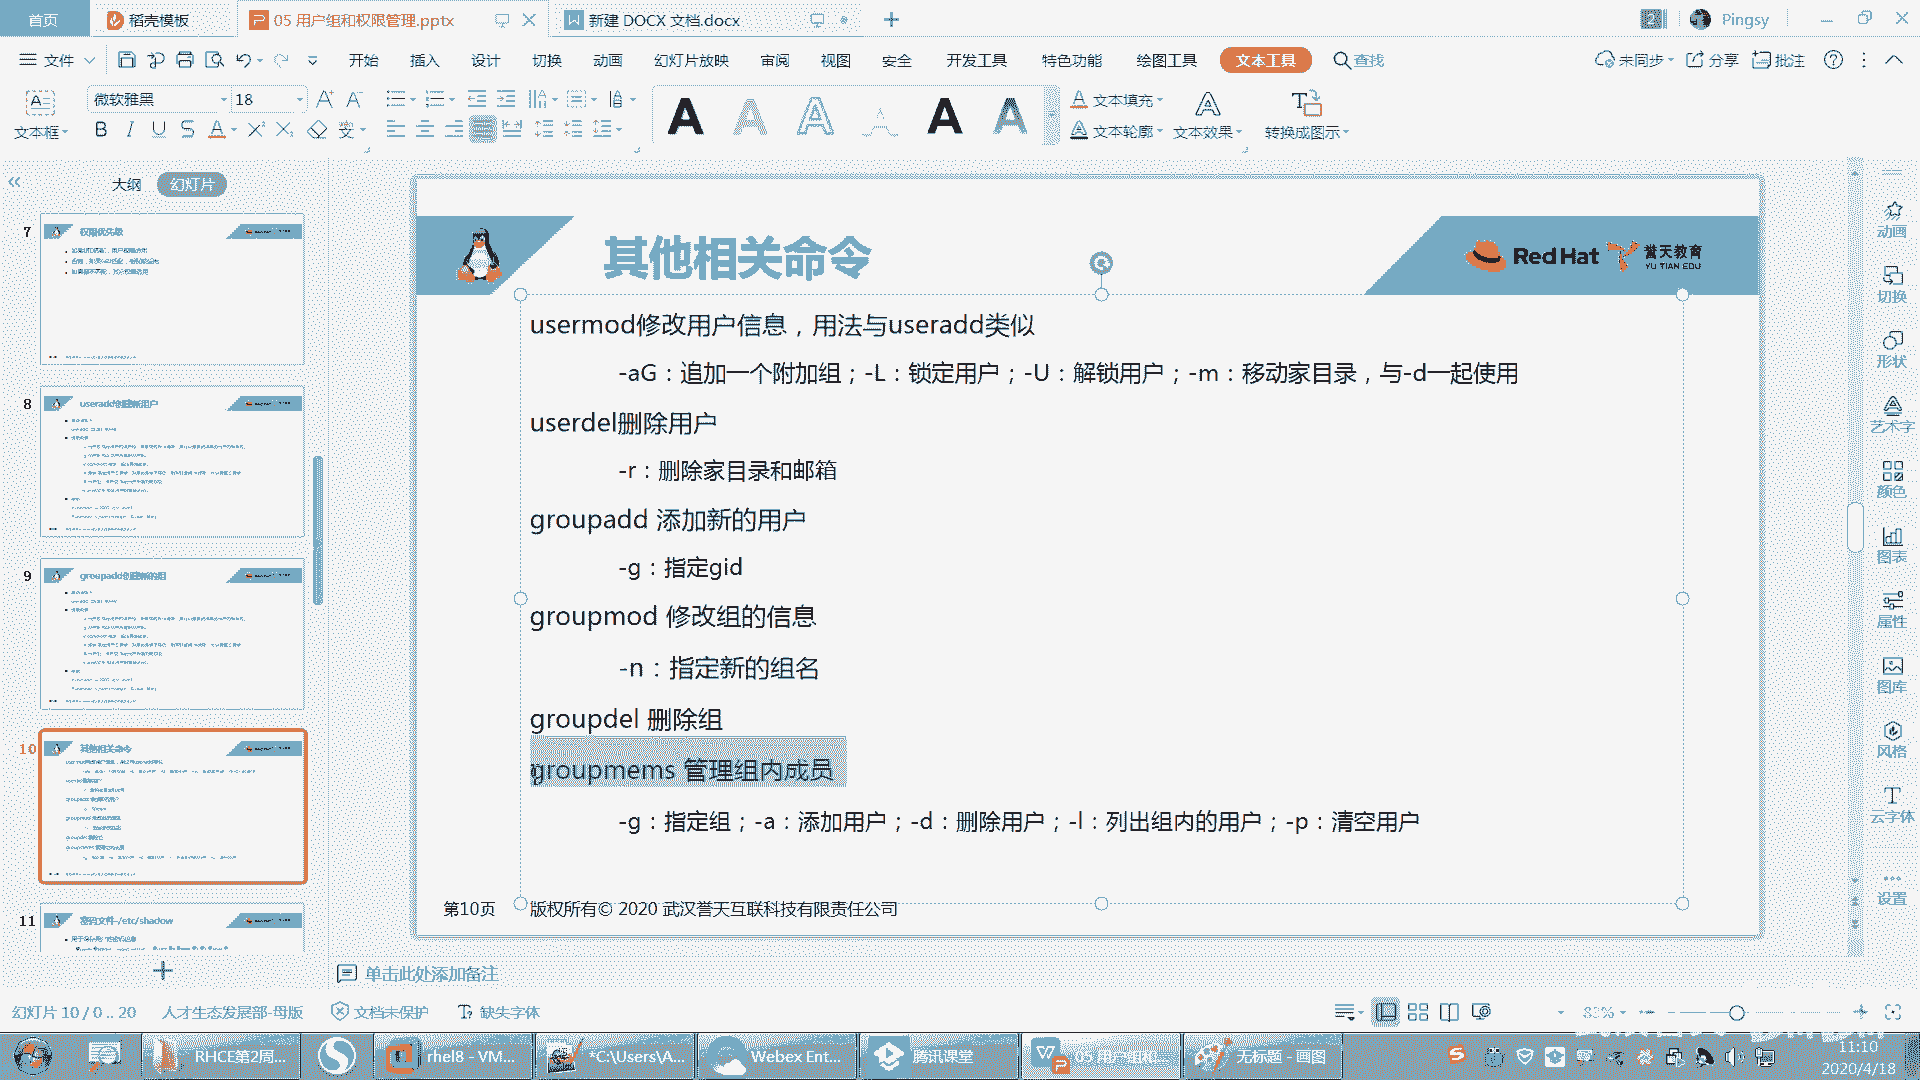 首页
稻壳模板
05 用户组和权限管理.pptx
新建 DOCX 文档.docx
Pingsy
文件
开始
插入
设计
切换
动画
幻灯片放映
审阅
视图
安全
开发工具
特色功能
绘图工具
文本工具
查找
未同步
分享
批注
文本框
微软雅黑
18
文本填充
文本轮廓
文本效果
转换成图示
大纲
幻灯片
7
权限优先级
8
useradd创建新用户
9
groupadd创建新的组
10
其他相关命令
11
密码文件-/etc/shadow
其他相关命令
Red Hat
誉天教育
YU TIAN EDU
usermod修改用户信息，用法与useradd类似
-aG：追加一个附加组；-L：锁定用户；-U：解锁用户；-m：移动家目录，与-d一起使用
userdel删除用户
-r：删除家目录和邮箱
groupadd 添加新的用户
-g：指定gid
groupmod 修改组的信息
-n：指定新的组名
groupdel 删除组
groupmems 管理组内成员
-g：指定组；-a：添加用户；-d：删除用户；-l：列出组内的用户；-p：清空用户
第10页
版权所有© 2020 武汉誉天互联科技有限责任公司
动画
切换
形状
艺术字
颜色
图表
属性
图库
风格
云字体
设置
单击此处添加备注
幻灯片 10 / 0 .. 20
人才生态发展部-母版
文档未保护
缺失字体
83%
RHCE第2周...
rhel8 - VM...
*C:\Users\A...
Webex Ent...
腾讯课堂
05 用户组和...
无标题 - 画图
11:10
2020/4/18